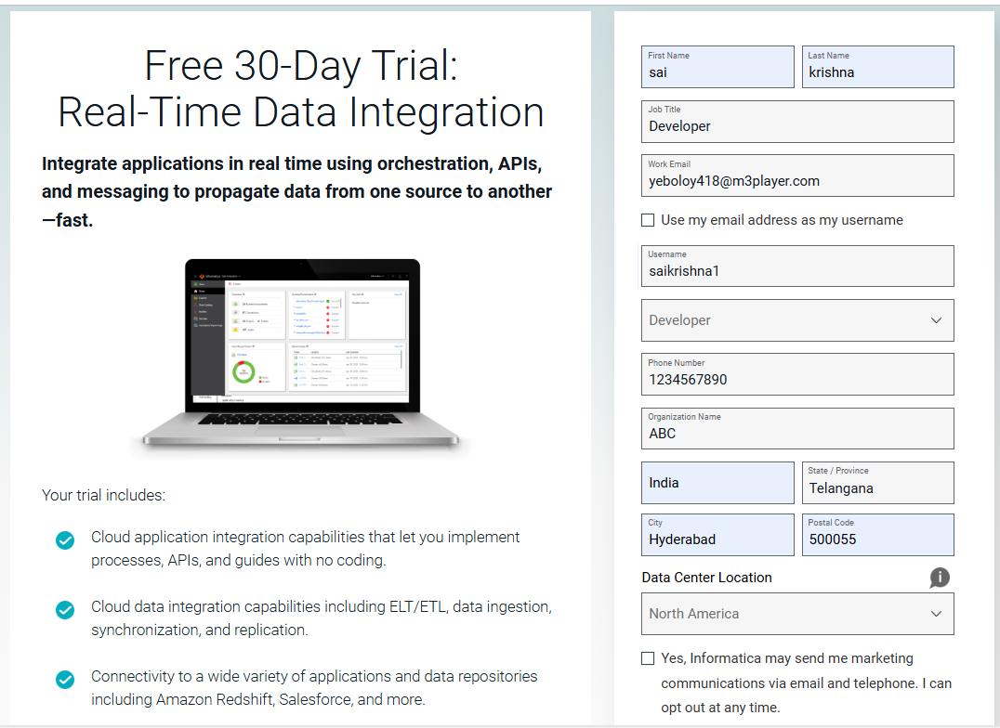 Free 30-Day Trial:
Real-Time Data Integration
Integrate applications in real time using orchestration, APIs,
and messaging to propagate data from one source to another
—fast.
Your trial includes:
Cloud application integration capabilities that let you implement
processes, APIs, and guides with no coding.
Cloud data integration capabilities including ELT/ETL, data ingestion,
synchronization, and replication.
Connectivity to a wide variety of applications and data repositories
including Amazon Redshift, Salesforce, and more.
First Name
sai
Last Name
krishna
Job Title
Developer
Work Email
yeboloy418@m3player.com
Use my email address as my username
Username
saikrishna1
Developer
Phone Number
1234567890
Organization Name
ABC
India
State / Province
Telangana
City
Hyderabad
Postal Code
500055
Data Center Location
North America
Yes, Informatica may send me marketing
communications via email and telephone. I can
opt out at any time.